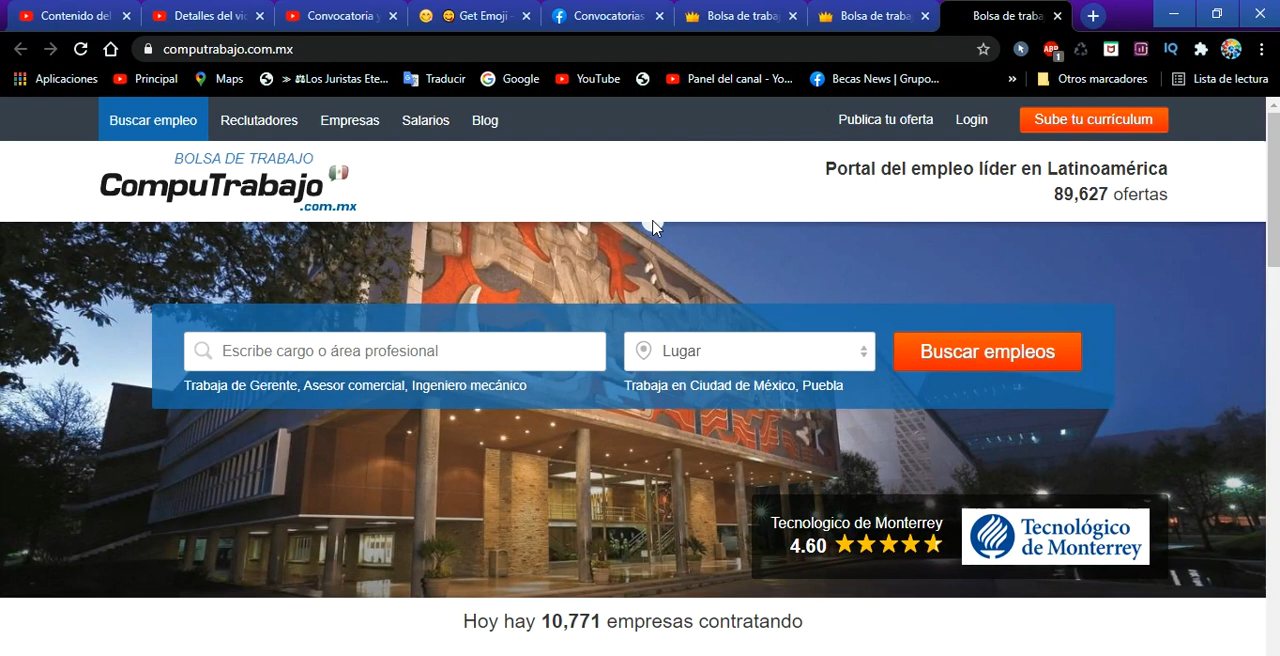 Contenido del
Detalles del vi
Convocatoria y
Get Emoji -
Convocatorias
Bolsa de traba
Bolsa de traba
Bolsa de traba
computrabajo.com.mx
ABP
1
IQ
Aplicaciones
Principal
Maps
» ⚖Los Juristas Ete...
Traducir
Google
YouTube
Panel del canal - Yo...
Becas News | Grupo...
»
Otros marcadores
Lista de lectura
Buscar empleo
Reclutadores
Empresas
Salarios
Blog
Publica tu oferta
Login
Sube tu currículum
BOLSA DE TRABAJO
CompuTrabajo
.com.mx
Portal del empleo líder en Latinoamérica
89,627 ofertas
Escribe cargo o área profesional
Lugar
Buscar empleos
Trabaja de Gerente, Asesor comercial, Ingeniero mecánico
Trabaja en Ciudad de México, Puebla
Tecnologico de Monterrey
4.60
Tecnológico
de Monterrey
Hoy hay 10,771 empresas contratando